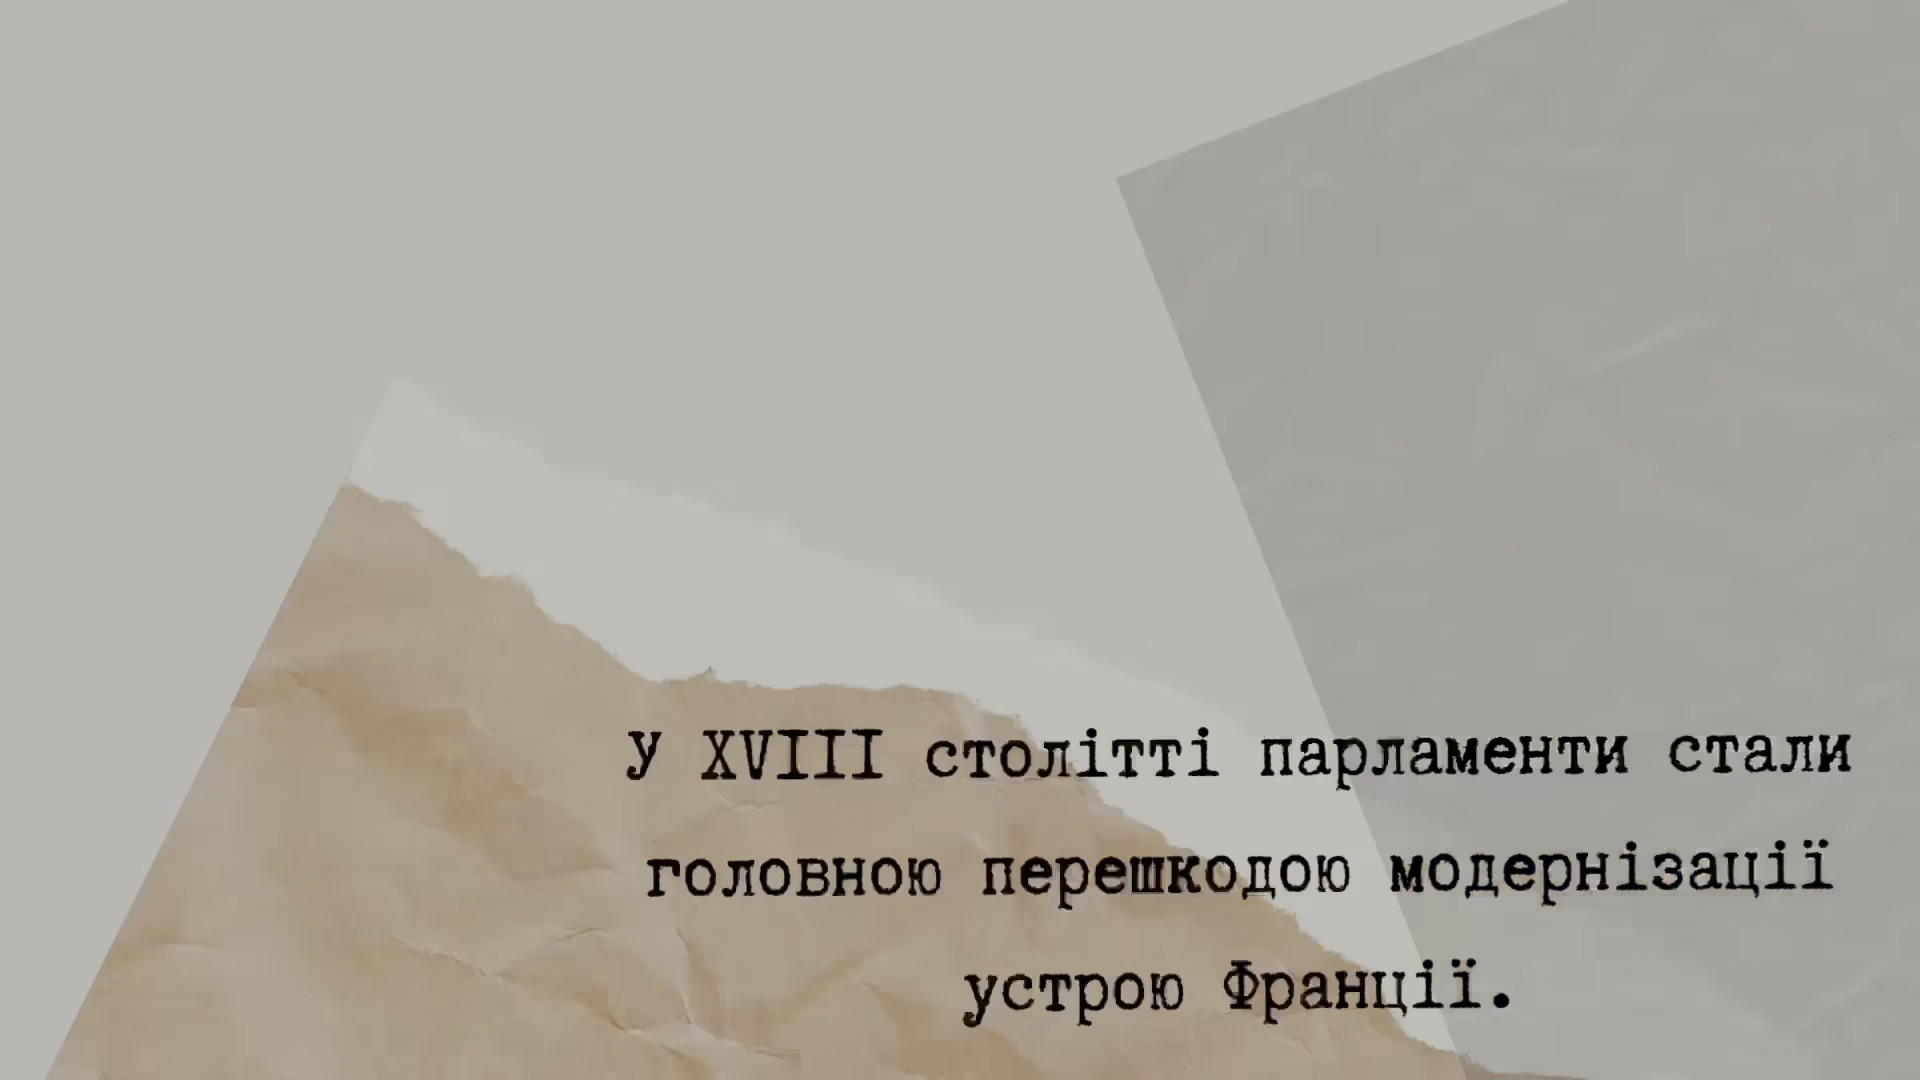 У XVIII столітті парламенти стали
головною перешкодою модернізації
устрою Франції.